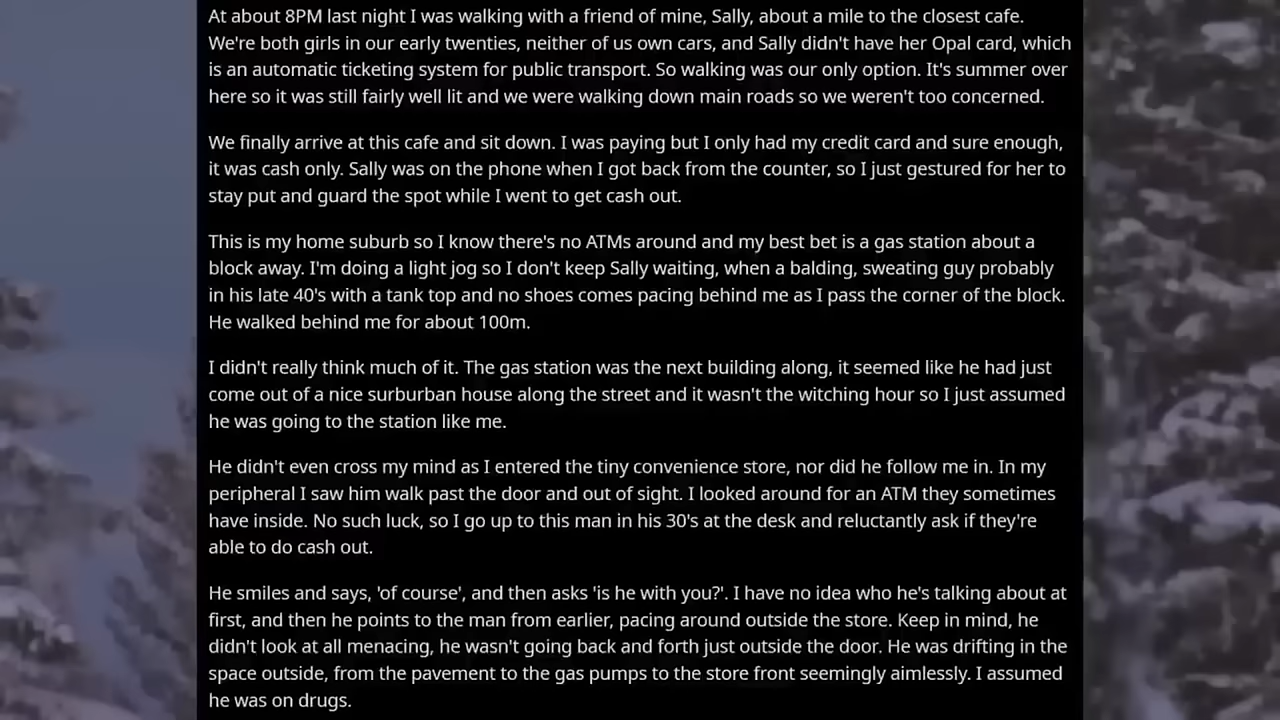 At about 8PM last night I was walking with a friend of mine, Sally, about a mile to the closest cafe.
We're both girls in our early twenties, neither of us own cars, and Sally didn't have her Opal card, which
is an automatic ticketing system for public transport. So walking was our only option. It's summer over
here so it was still fairly well lit and we were walking down main roads so we weren't too concerned.
We finally arrive at this cafe and sit down. I was paying but I only had my credit card and sure enough,
it was cash only. Sally was on the phone when I got back from the counter, so I just gestured for her to
stay put and guard the spot while I went to get cash out.
This is my home suburb so I know there's no ATMs around and my best bet is a gas station about a
block away. I'm doing a light jog so I don't keep Sally waiting, when a balding, sweating guy probably
in his late 40's with a tank top and no shoes comes pacing behind me as I pass the corner of the block.
He walked behind me for about 100m.
I didn't really think much of it. The gas station was the next building along, it seemed like he had just
come out of a nice surburban house along the street and it wasn't the witching hour so I just assumed
he was going to the station like me.
He didn't even cross my mind as I entered the tiny convenience store, nor did he follow me in. In my
peripheral I saw him walk past the door and out of sight. I looked around for an ATM they sometimes
have inside. No such luck, so I go up to this man in his 30's at the desk and reluctantly ask if they're
able to do cash out.
He smiles and says, 'of course', and then asks 'is he with you?'. I have no idea who he's talking about at
first, and then he points to the man from earlier, pacing around outside the store. Keep in mind, he
didn't look at all menacing, he wasn't going back and forth just outside the door. He was drifting in the
space outside, from the pavement to the gas pumps to the store front seemingly aimlessly. I assumed
he was on drugs.